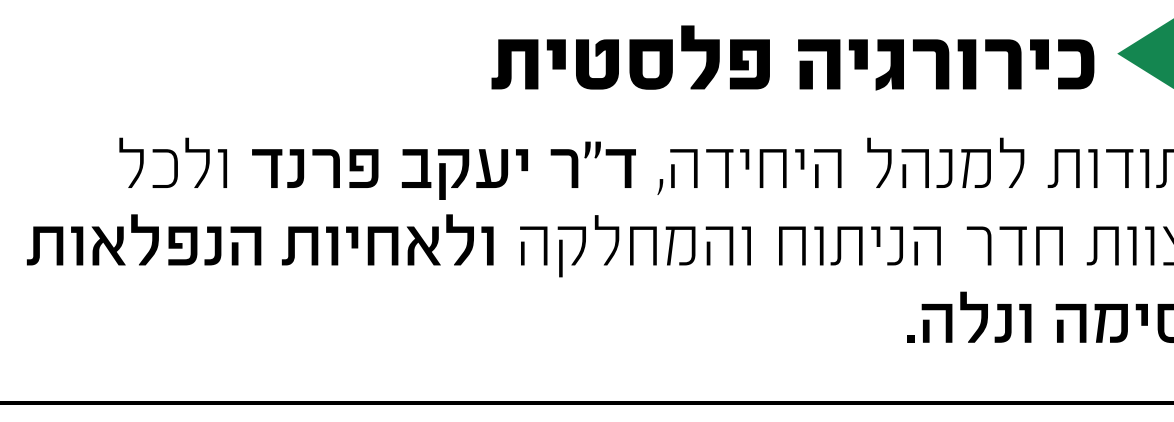 כירורגיה פלסטית
תודות למנהל היחידה, ד"ר יעקב פרנד ולכל
צוות חדר הניתוח והמחלקה ולאחיות הנפלאות
סימה ונלה.